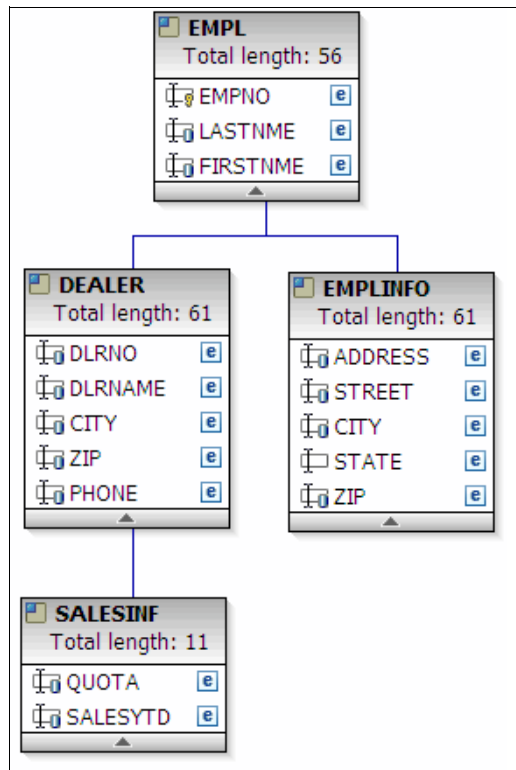 EMPL
Total length: 56
EMPNO e
LASTNME e
FIRSTNME e
DEALER
Total length: 61
DLRNO e
DLRNAME e
CITY e
ZIP e
PHONE e
EMPLINFO
Total length: 61
ADDRESS e
STREET e
CITY e
STATE e
ZIP e
SALESINF
Total length: 11
QUOTA e
SALESYTD e